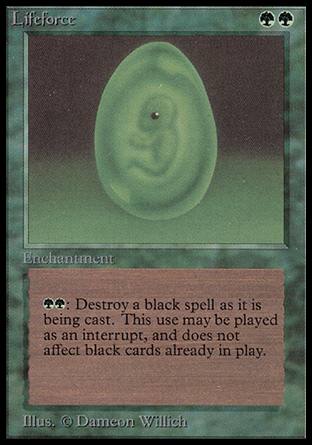 Lifeforce
Enchantment
: Destroy a black spell as it is
being cast. This use may be played
as an interrupt, and does not
affect black cards already in play.
Illus. © Dameon Willich